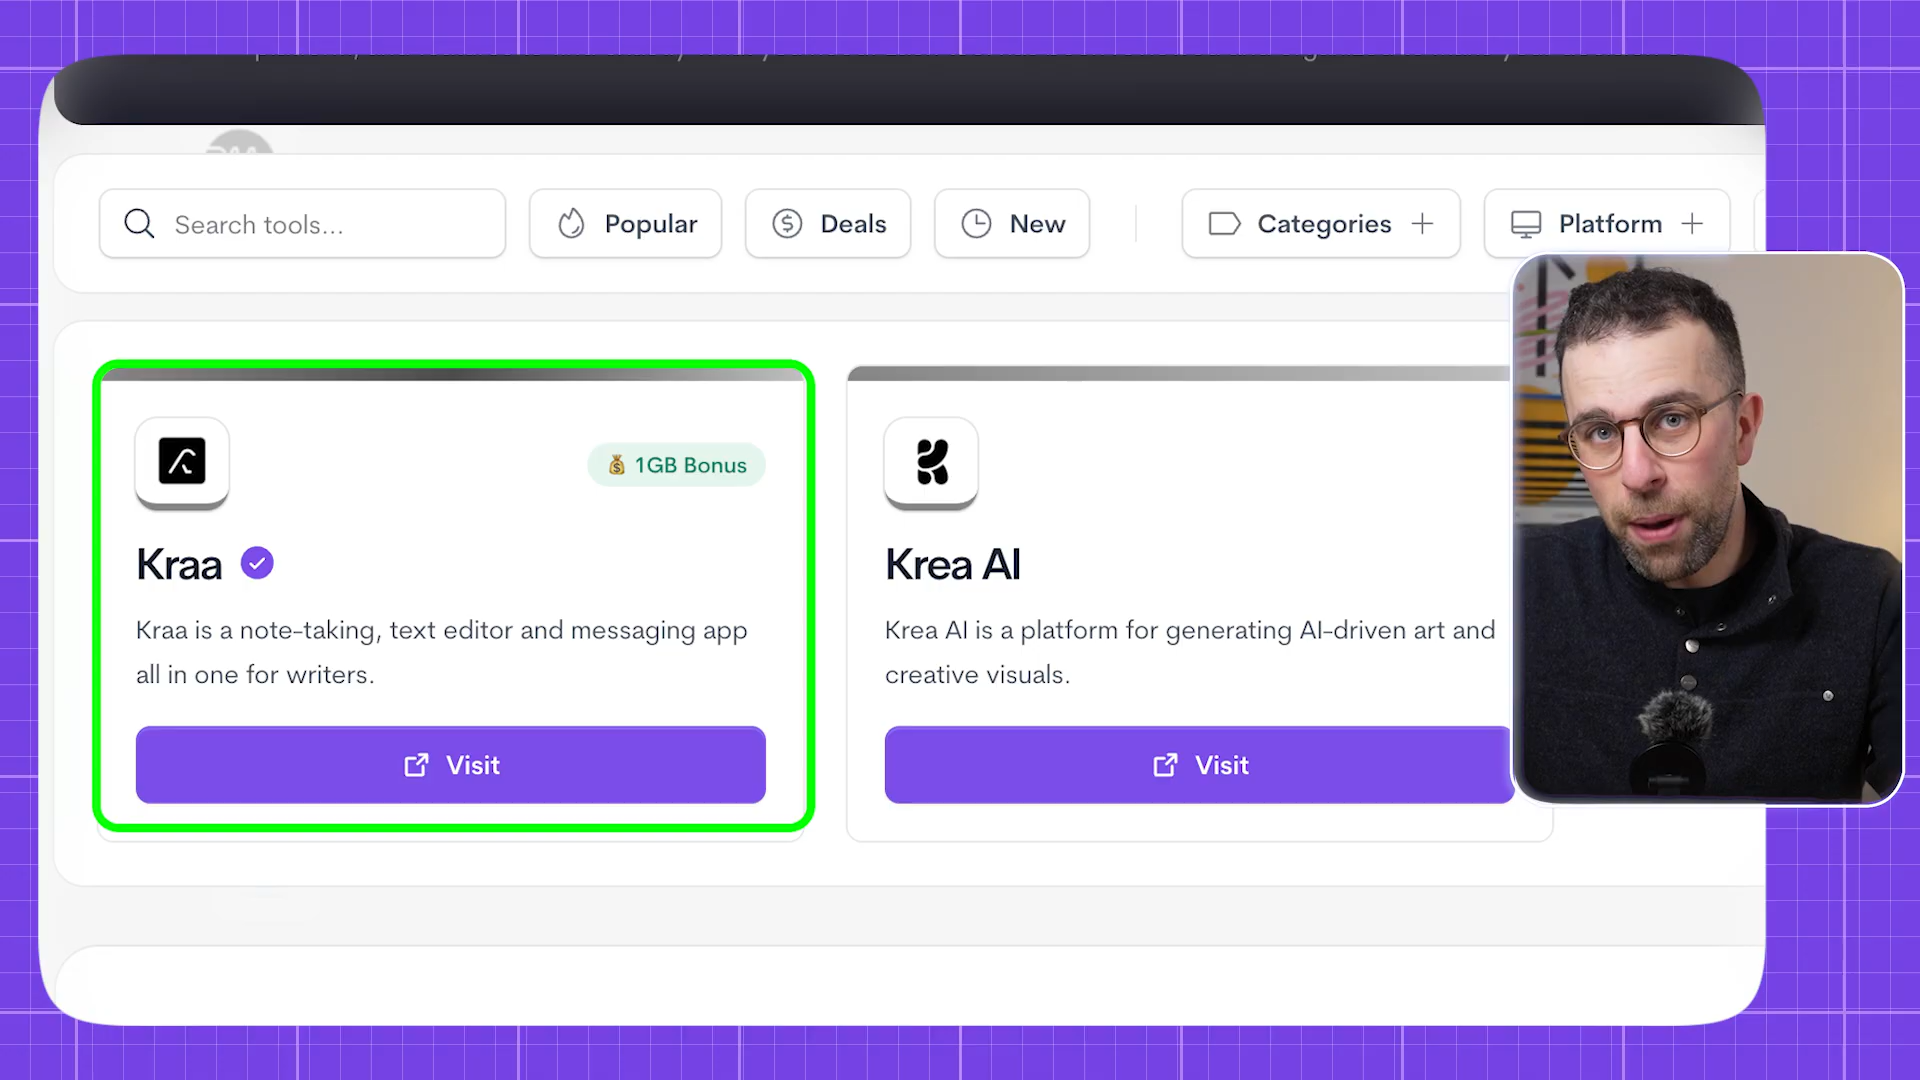 Search tools...
Popular
Deals
New
Categories
Platform
1GB Bonus
Kraa
Kraa is a note-taking, text editor and messaging app
all in one for writers.
Visit
Krea AI
Krea AI is a platform for generating AI-driven art and
creative visuals.
Visit